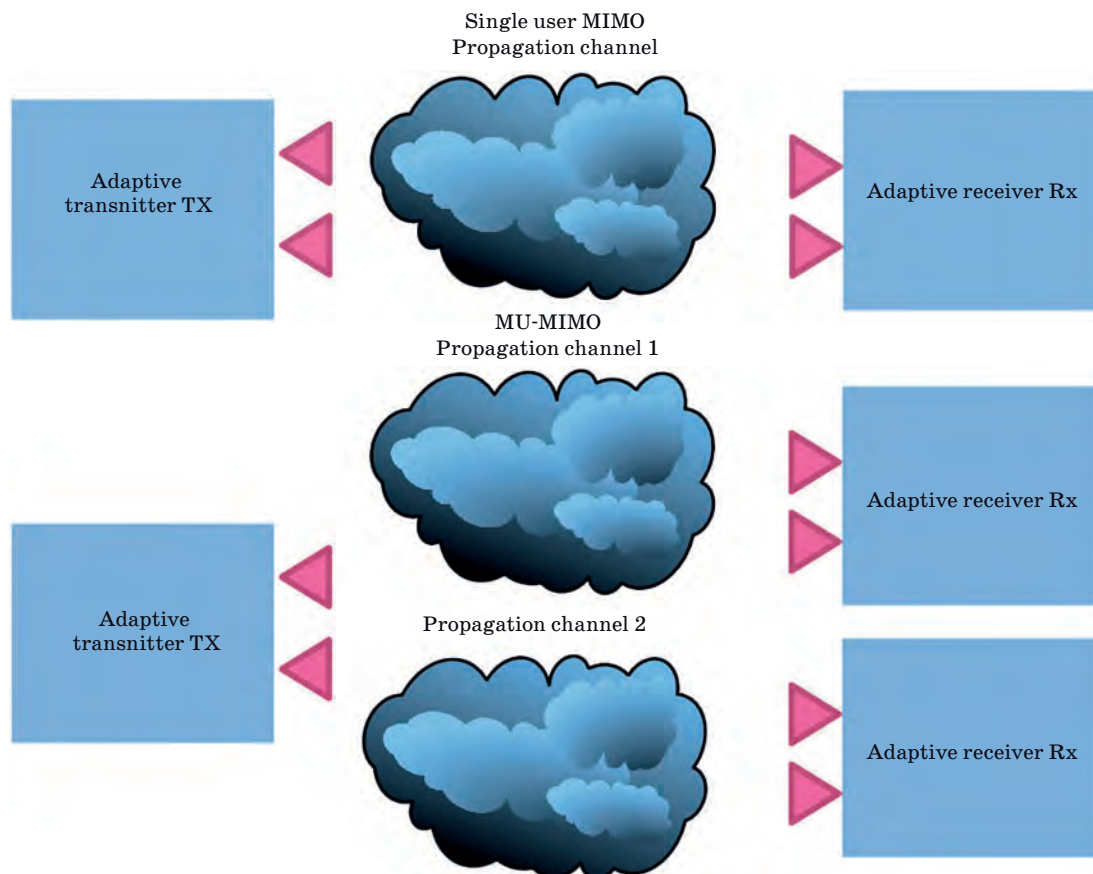 Single user MIMO
Propagation channel
Adaptive
transnitter TX
Adaptive receiver Rx
MU-MIMO
Propagation channel 1
Adaptive receiver Rx
Adaptive
transnitter TX
Propagation channel 2
Adaptive receiver Rx